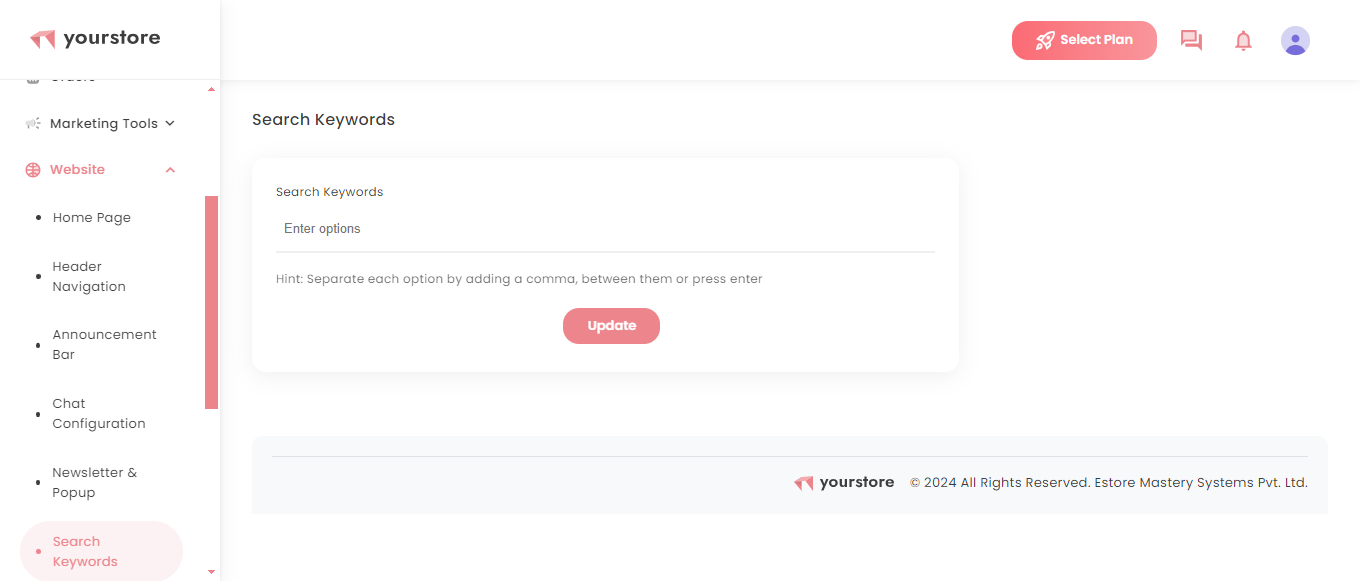 yourstore
Select Plan
Orders
Marketing Tools
Website
Home Page
Header
Navigation
Announcement
Bar
Chat
Configuration
Newsletter &
Popup
Search
Keywords
Search Keywords
Search Keywords
Enter options
Hint: Separate each option by adding a comma, between them or press enter
Update
yourstore © 2024 All Rights Reserved. Estore Mastery Systems Pvt. Ltd.